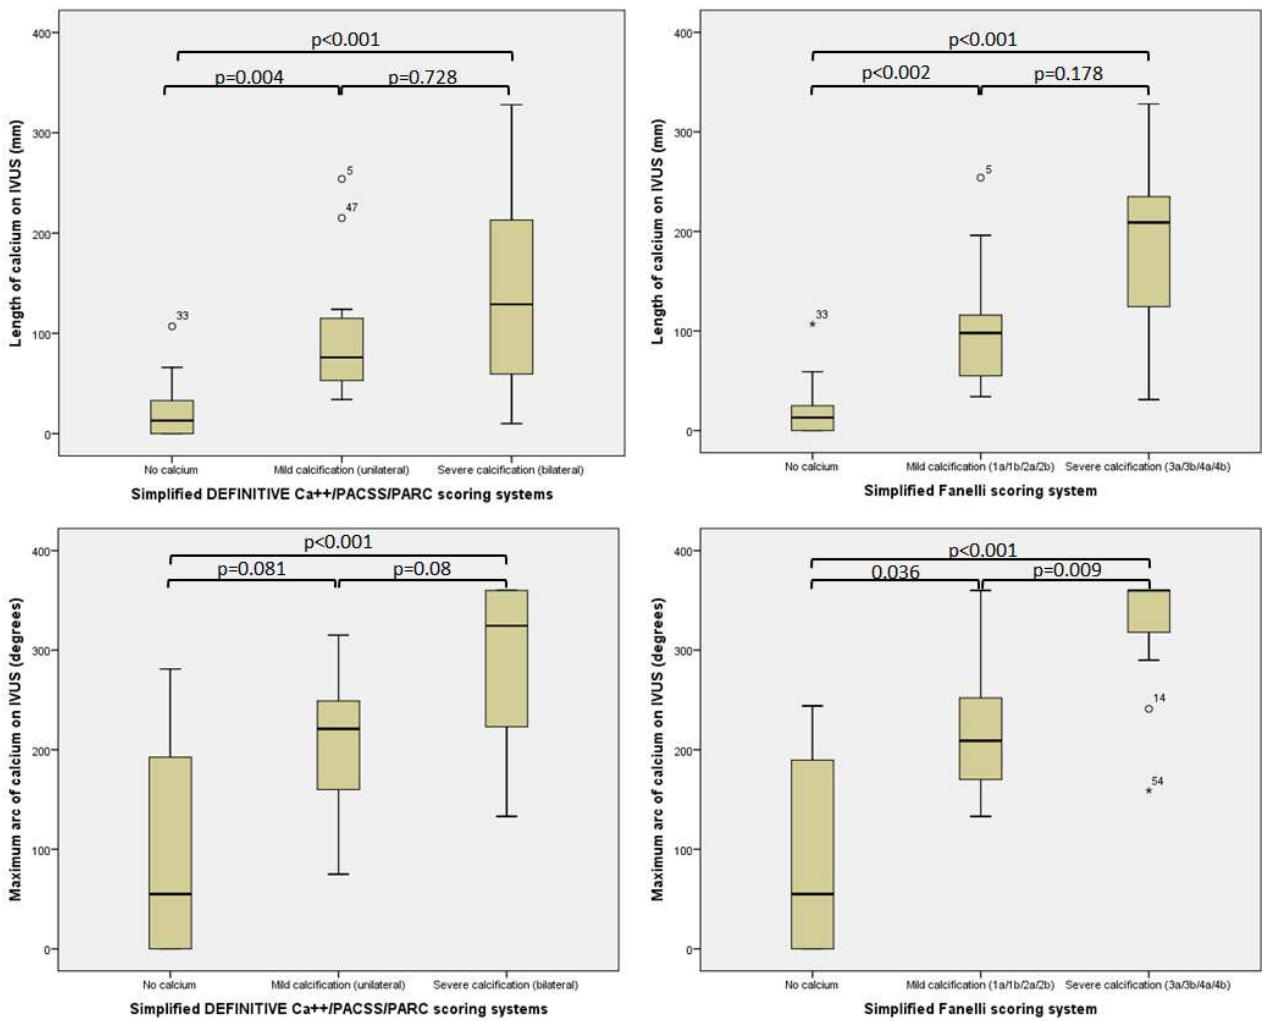 400
p<0.001
p=0.004
p=0.728
300
200
100
0
Length of calcium on IVUS (mm)
33
5
47
No calcium
Mild calcification (unilateral)
Severe calcification (bilateral)
Simplified DEFINITIVE Ca++/PACSS/PARC scoring systems
400
p<0.001
p<0.002
p=0.178
300
200
100
0
Length of calcium on IVUS (mm)
33
5
No calcium
Mild calcification (1a/1b/2a/2b)
Severe calcification (3a/3b/4a/4b)
Simplified Fanelli scoring system
400
p<0.001
p=0.081
p=0.08
300
200
100
0
Maximum arc of calcium on IVUS (degrees)
No calcium
Mild calcification (unilateral)
Severe calcification (bilateral)
Simplified DEFINITIVE Ca++/PACSS/PARC scoring systems
400
p<0.001
0.036
p=0.009
300
200
100
0
Maximum arc of calcium on IVUS (degrees)
14
54
No calcium
Mild calcification (1a/1b/2a/2b)
Severe calcification (3a/3b/4a/4b)
Simplified Fanelli scoring system